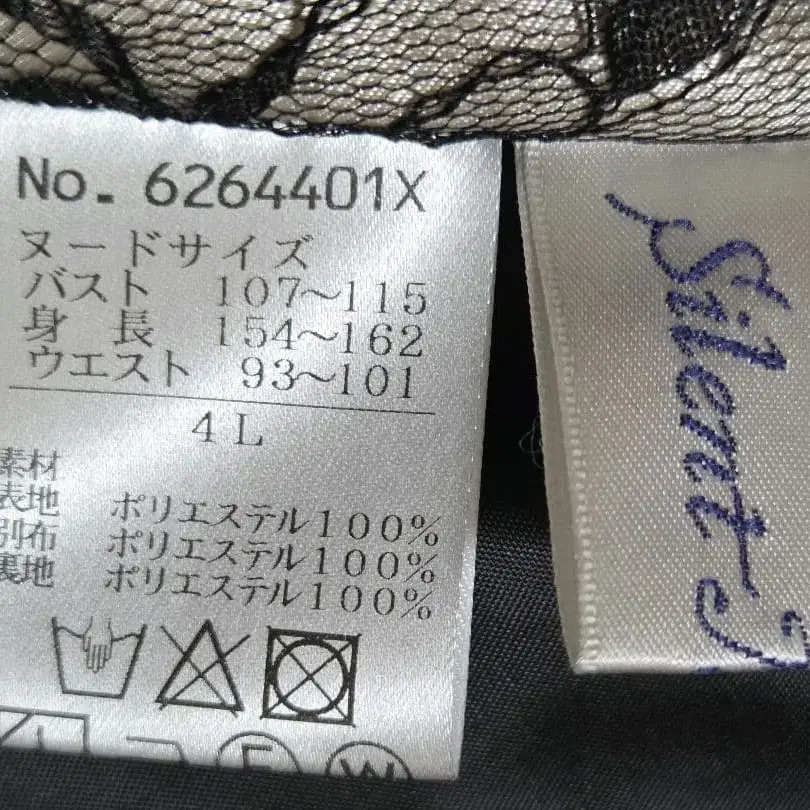 No. 6264401X
ヌードサイズ
バスト 107〜115
身 長 154〜162
ウエスト 93〜101
4L
素材
表地 ポリエステル100%
別布 ポリエステル100%
裏地 ポリエステル100%
F W
Silent